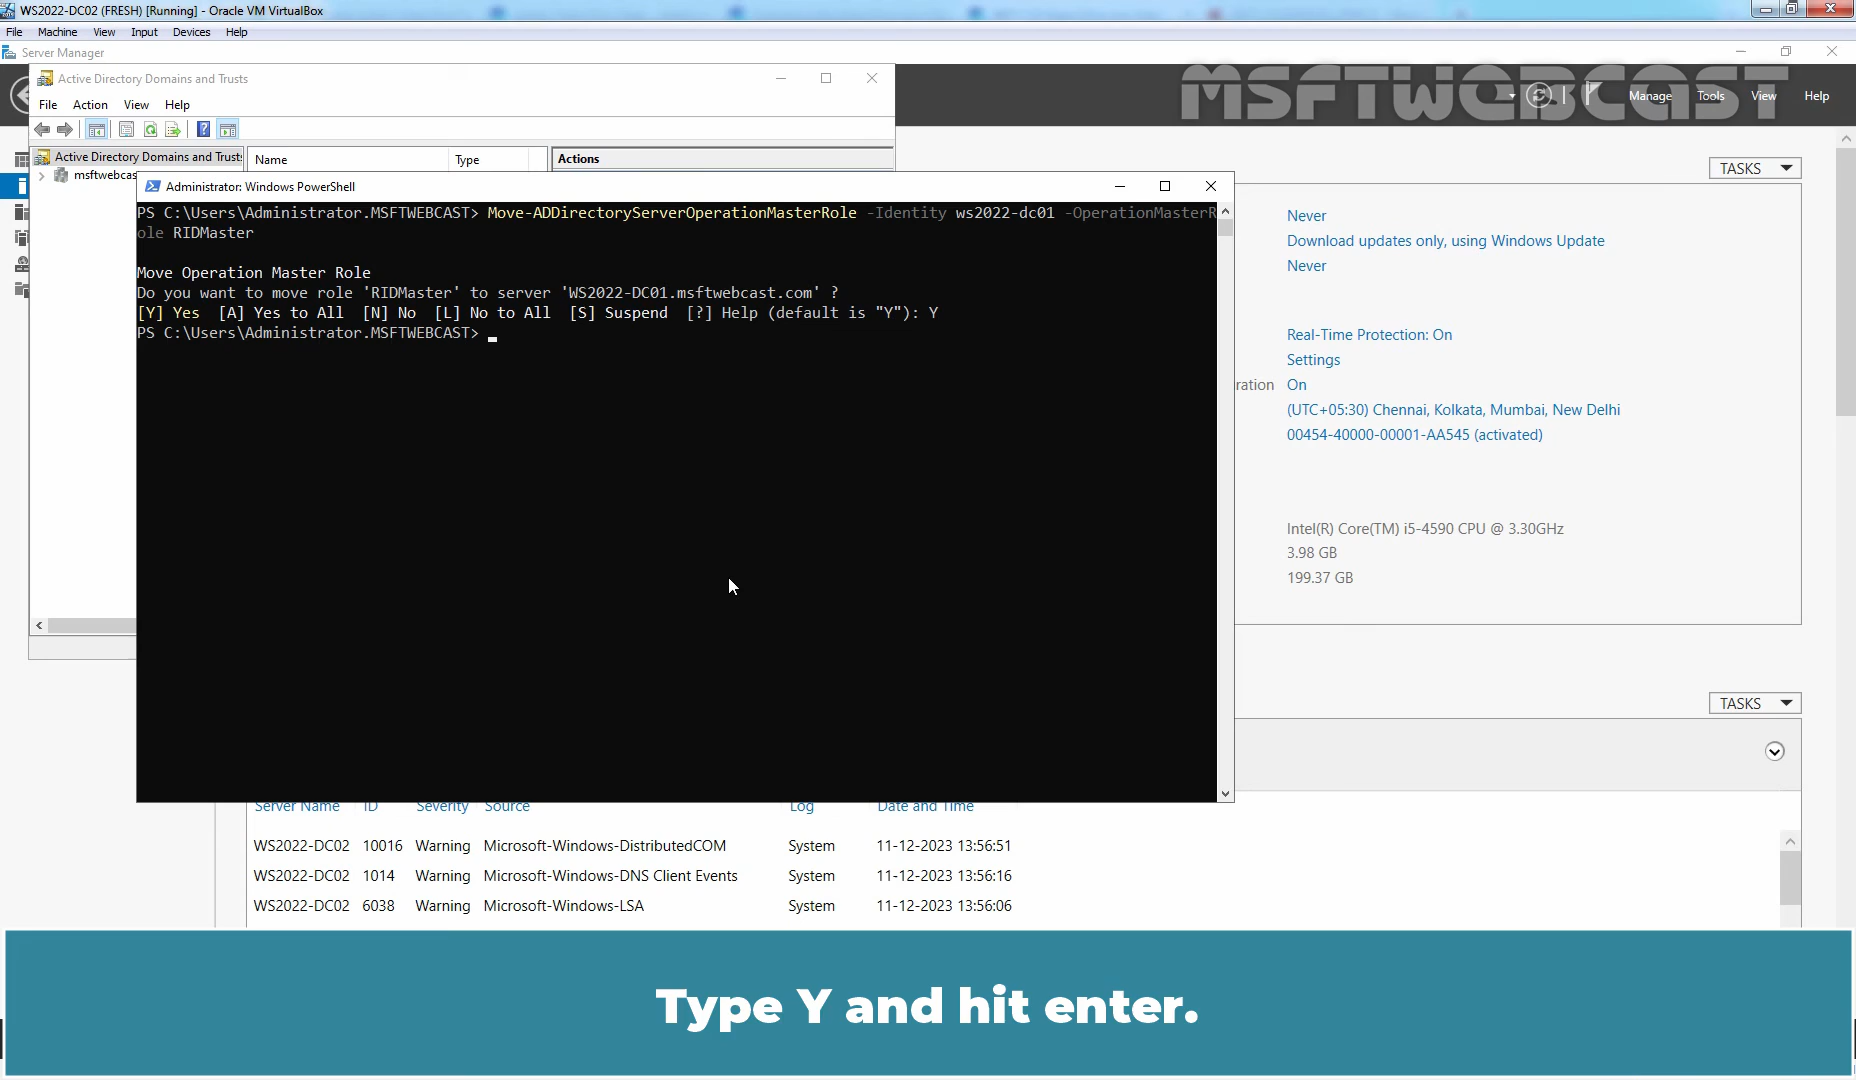 WS2022-DC02 (FRESH) [Running] - Oracle VM VirtualBox
File Machine View Input Devices Help
Server Manager
Active Directory Domains and Trusts
MSFTWEBCAST
Manage Tools View Help
File Action View Help
Active Directory Domains and Trusts
Name Type
Actions
msftwebcas
TASKS
Administrator: Windows PowerShell
PS C:\Users\Administrator.MSFTWEBCAST> Move-ADDirectoryServerOperationMasterRole -Identity ws2022-dc01 -OperationMasterR
ole RIDMaster
Move Operation Master Role
Do you want to move role 'RIDMaster' to server 'WS2022-DC01.msftwebcast.com' ?
[Y] Yes [A] Yes to All [N] No [L] No to All [S] Suspend [?] Help (default is "Y"): Y
PS C:\Users\Administrator.MSFTWEBCAST>
Never
Download updates only, using Windows Update
Never
Real-Time Protection: On
Settings
ration On
(UTC+05:30) Chennai, Kolkata, Mumbai, New Delhi
00454-40000-00001-AA545 (activated)
Intel(R) Core(TM) i5-4590 CPU @ 3.30GHz
3.98 GB
199.37 GB
TASKS
Server Name ID Severity Source Log Date and Time
WS2022-DC02 10016 Warning Microsoft-Windows-DistributedCOM System 11-12-2023 13:56:51
WS2022-DC02 1014 Warning Microsoft-Windows-DNS Client Events System 11-12-2023 13:56:16
WS2022-DC02 6038 Warning Microsoft-Windows-LSA System 11-12-2023 13:56:06
Type Y and hit enter.